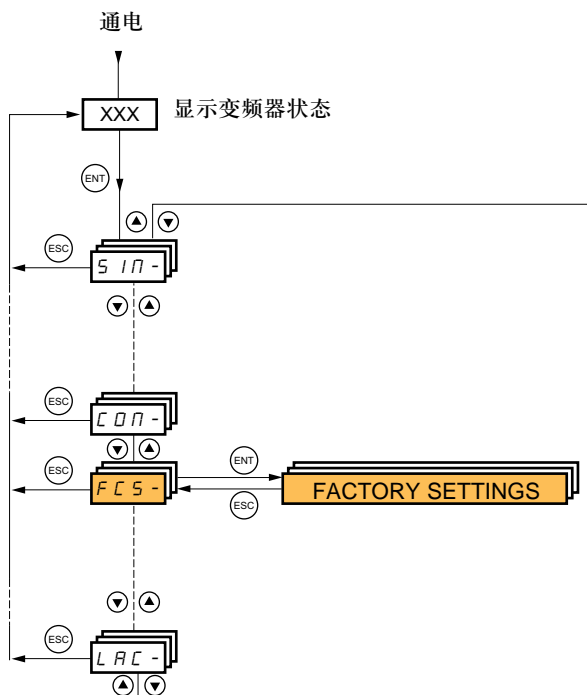 通电
XXX 显示变频器状态
ENT
ESC
SIM-
ESC
COM-
ESC
FCS-
ENT
ESC
FACTORY SETTINGS
ESC
LAC-